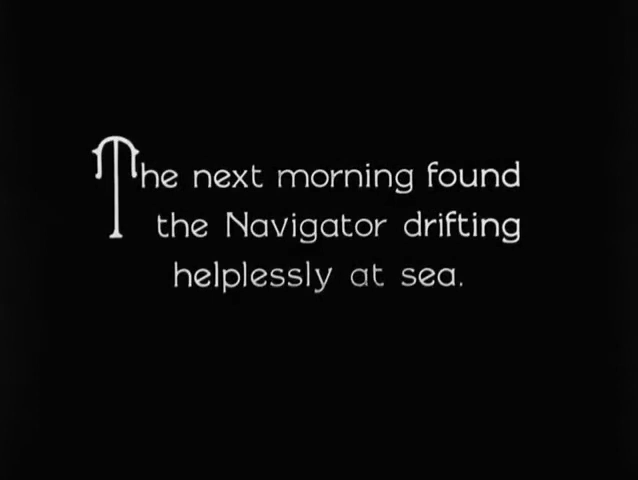 The next morning found
the Navigator drifting
helplessly at sea.